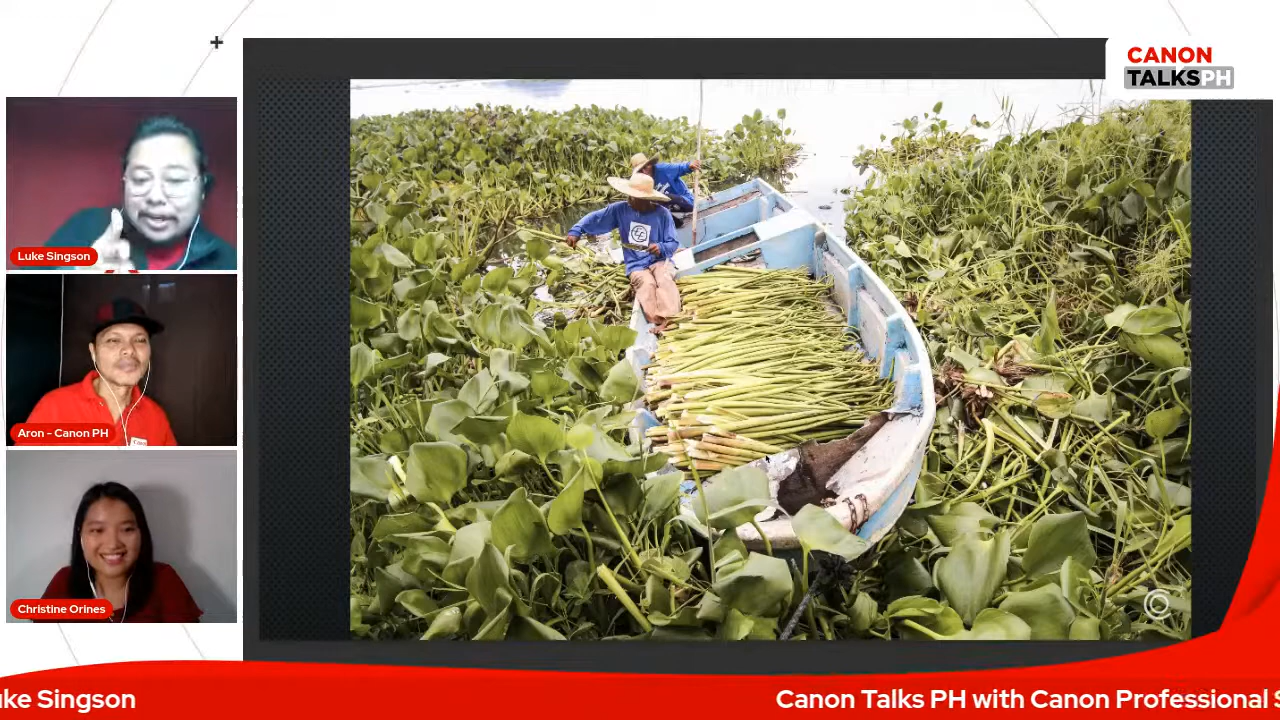 CANON
TALKSPH
Luke Singson
Aron - Canon PH
Christine Orines
uke Singson
Canon Talks PH with Canon Professional S